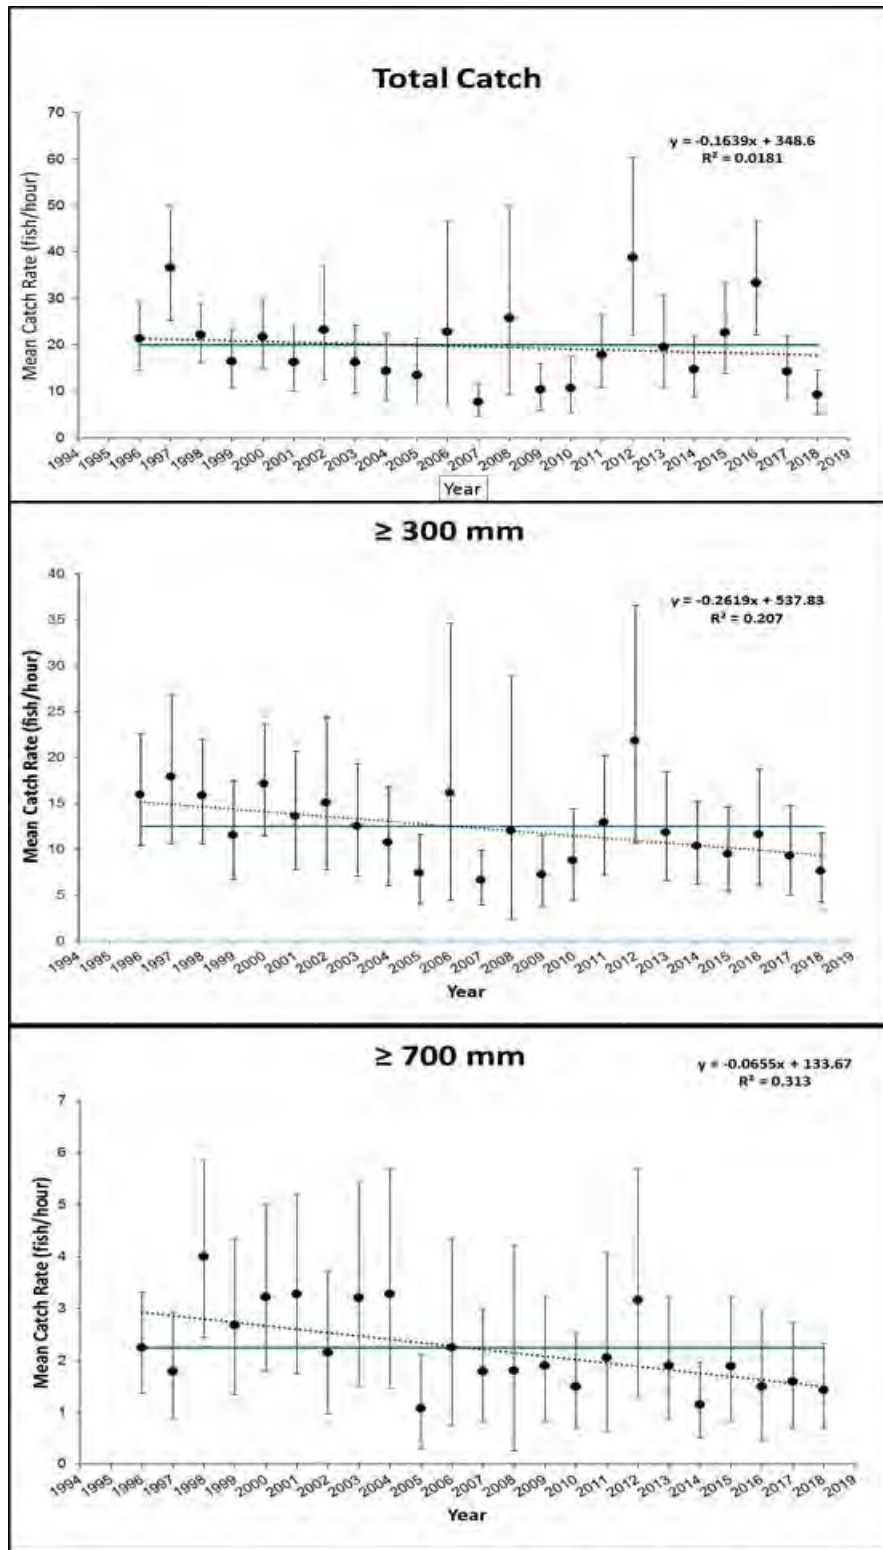 Total Catch
y = -0.1639x + 348.6
R² = 0.0181
Mean Catch Rate (fish/hour)
70
60
50
40
30
20
10
0
1994 1995 1996 1997 1998 1999 2000 2001 2002 2003 2004 2005 2006 2007 2008 2009 2010 2011 2012 2013 2014 2015 2016 2017 2018 2019
Year
≥ 300 mm
y = -0.2619x + 537.83
R² = 0.207
Mean Catch Rate (fish/hour)
40
35
30
25
20
15
10
5
0
1994 1995 1996 1997 1998 1999 2000 2001 2002 2003 2004 2005 2006 2007 2008 2009 2010 2011 2012 2013 2014 2015 2016 2017 2018 2019
Year
≥ 700 mm
y = -0.0655x + 133.67
R² = 0.313
Mean Catch Rate (fish/hour)
7
6
5
4
3
2
1
0
1994 1995 1996 1997 1998 1999 2000 2001 2002 2003 2004 2005 2006 2007 2008 2009 2010 2011 2012 2013 2014 2015 2016 2017 2018 2019
Year